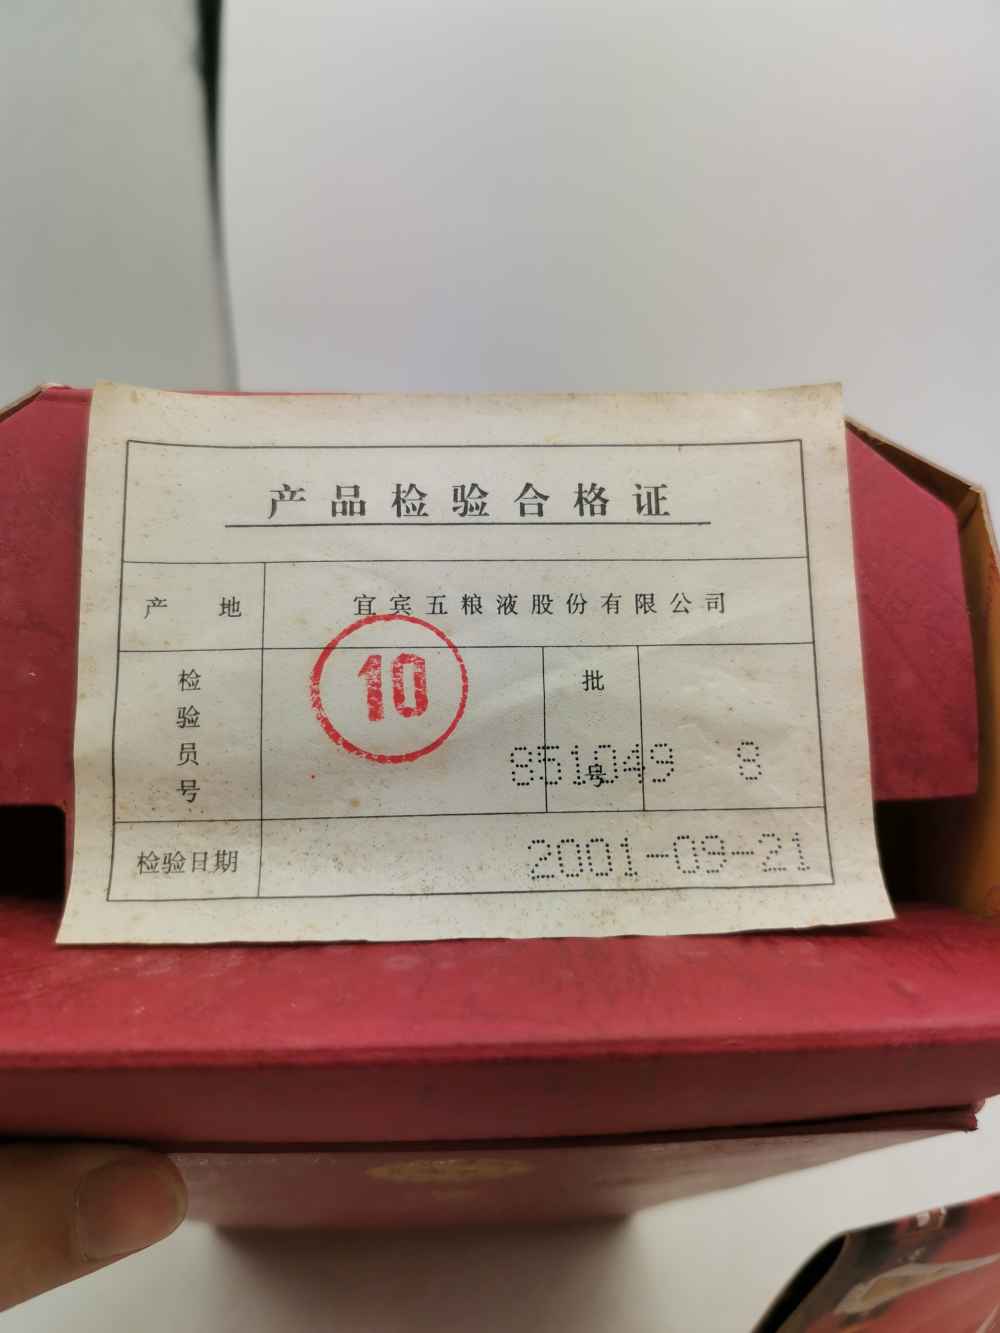 产品检验合格证
产 地 宜宾五粮液股份有限公司
检验员号 10 批号 851049 8
检验日期 2001-09-21